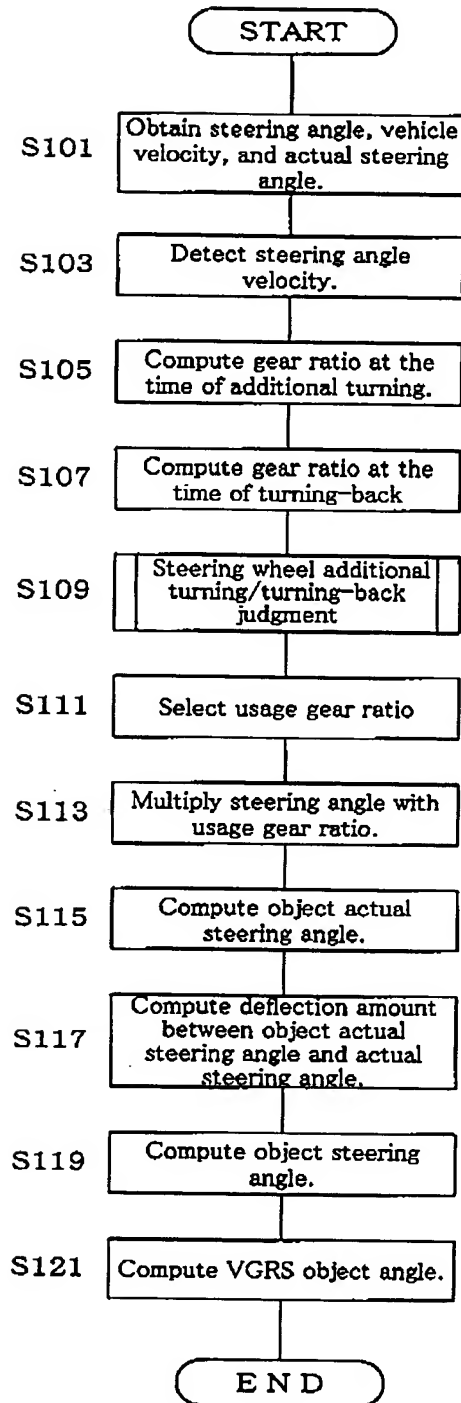 START
S101
Obtain steering angle, vehicle
velocity, and actual steering
angle.
S103
Detect steering angle
velocity.
S105
Compute gear ratio at the
time of additional turning.
S107
Compute gear ratio at the
time of turning-back
S109
Steering wheel additional
turning/turning-back
judgment
S111
Select usage gear ratio
S113
Multiply steering angle with
usage gear ratio.
S115
Compute object actual
steering angle.
S117
Compute deflection amount
between object actual
steering angle and actual
steering angle.
S119
Compute object steering
angle.
S121
Compute VGRS object angle.
END